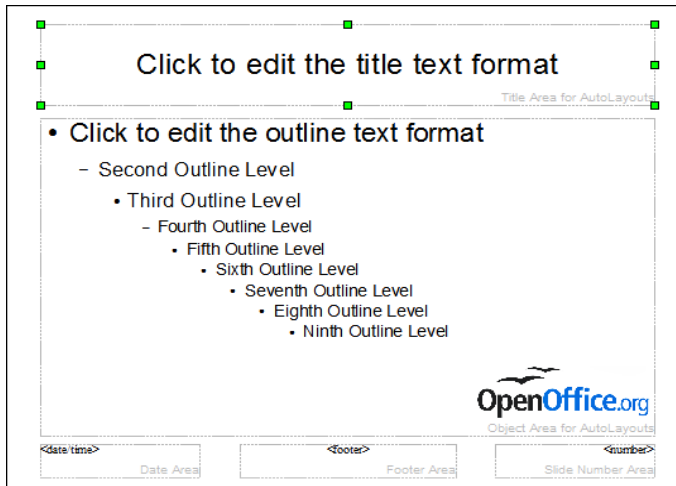 Click to edit the title text format
Title Area for AutoLayouts
• Click to edit the outline text format
– Second Outline Level
• Third Outline Level
– Fourth Outline Level
• Fifth Outline Level
• Sixth Outline Level
• Seventh Outline Level
• Eighth Outline Level
• Ninth Outline Level
OpenOffice.org
Object Area for AutoLayouts
<date/time> <footer> <number>
Date Area Footer Area Slide Number Area